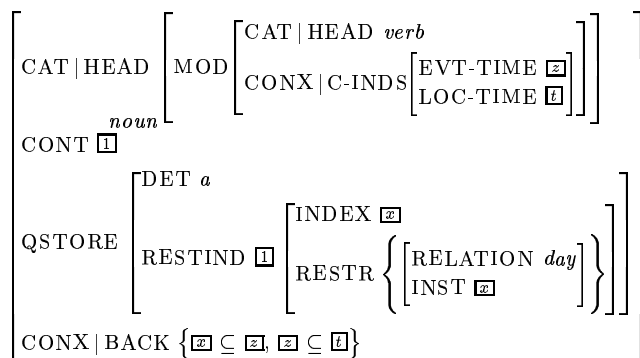 CAT | HEAD verb
CAT | HEAD MOD
CONX | C-INDS EVT-TIME z
LOC-TIME t
noun
CONT 1
DET a
INDEX x
QSTORE RESTIND 1 RESTR { RELATION day
INST x }
CONX | BACK {x ⊆ z, z ⊆ t}